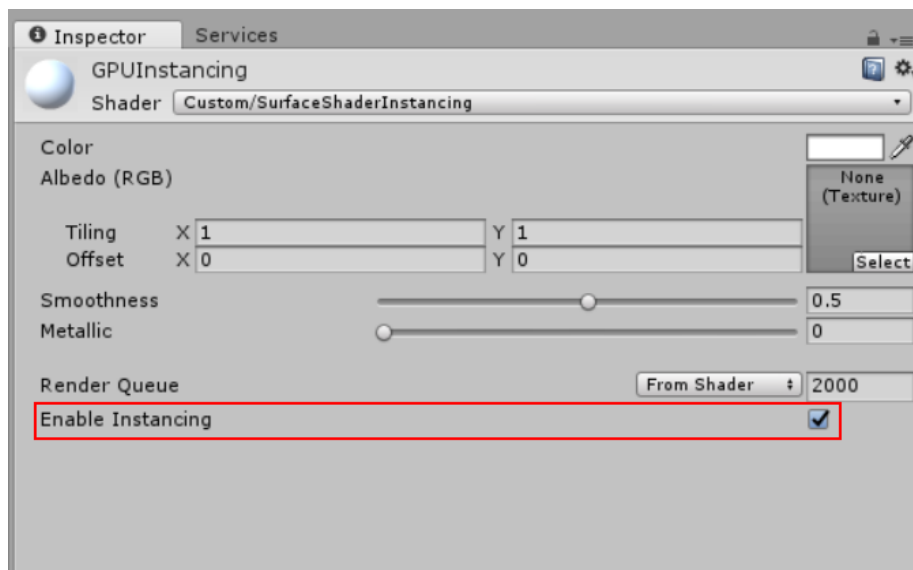 Inspector Services
GPUInstancing
Shader Custom/SurfaceShaderInstancing
Color
Albedo (RGB) None
(Texture)
Tiling X 1 Y 1
Offset X 0 Y 0 Select
Smoothness 0.5
Metallic 0
Render Queue From Shader 2000
Enable Instancing